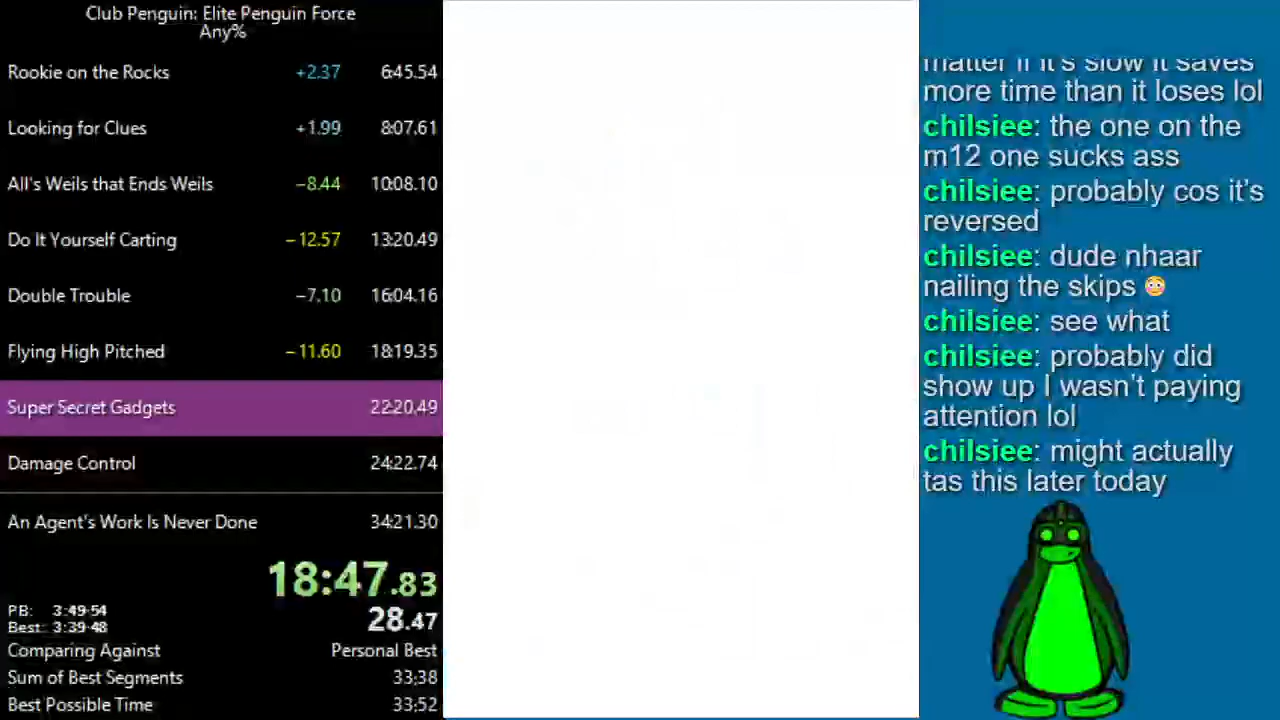 Club Penguin: Elite Penguin Force
Any%
Rookie on the Rocks +2.37 6:45.54
Looking for Clues +1.99 8:07.61
All's Weils that Ends Weils −8.44 10:08.10
Do It Yourself Carting −12.57 13:20.49
Double Trouble −7.10 16:04.16
Flying High Pitched −11.60 18:19.35
Super Secret Gadgets 22:20.49
Damage Control 24:22.74
An Agent's Work Is Never Done 34:21.30
18:47.83
PB: 3:49.54
Best: 3:39.48
28.47
Comparing Against Personal Best
Sum of Best Segments 33:38
Best Possible Time 33:52
matter if it's slow it saves
more time than it loses lol
chilsiee: the one on the
m12 one sucks ass
chilsiee: probably cos it's
reversed
chilsiee: dude nhaar
nailing the skips 😳
chilsiee: see what
chilsiee: probably did
show up I wasn't paying
attention lol
chilsiee: might actually
tas this later today